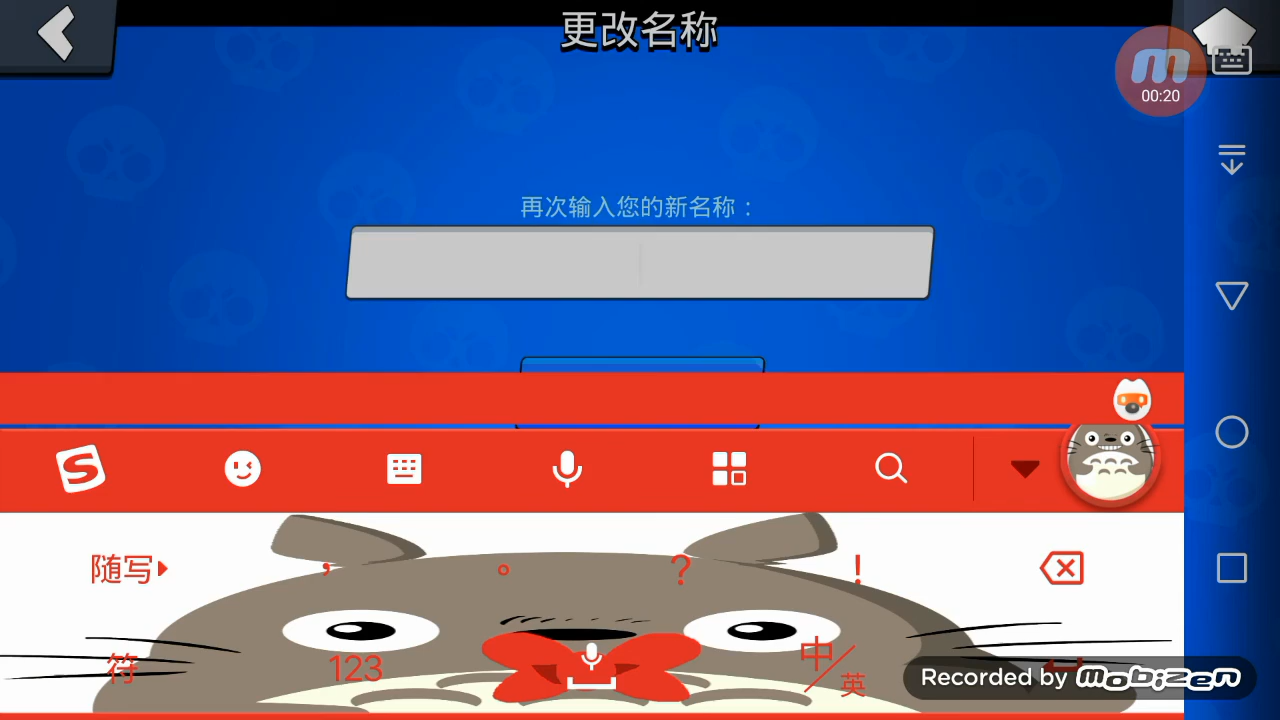 更改名称
00:20
再次输入您的新名称：
随写 ， 。 ？ ！
符 123 中/英
Recorded by mobizen